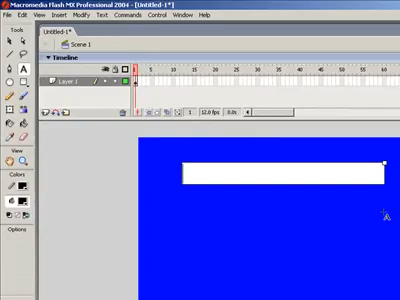 Macromedia Flash MX Professional 2004 - [Untitled-1*]
File Edit View Insert Modify Text Commands Control Window Help
Tools
Untitled-1*
Scene 1
Timeline
1 5 10 15 20 25 30 35 40 45 50 55 60
Layer 1
1 12.0 fps 0.0s
View
Colors
Options
A